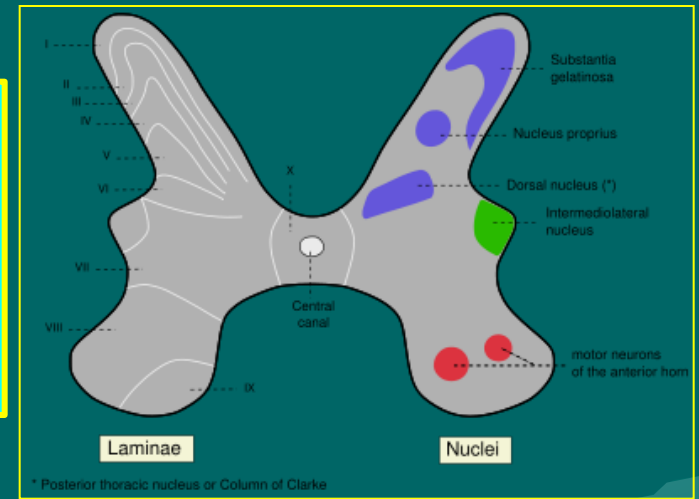 I
II
III
IV
V
VI
VII
VIII
IX
X
Central
canal
Substantia
gelatinosa
Nucleus proprius
Dorsal nucleus (*)
Intermediolateral
nucleus
motor neurons
of the anterior horn
Laminae
Nuclei
* Posterior thoracic nucleus or Column of Clarke